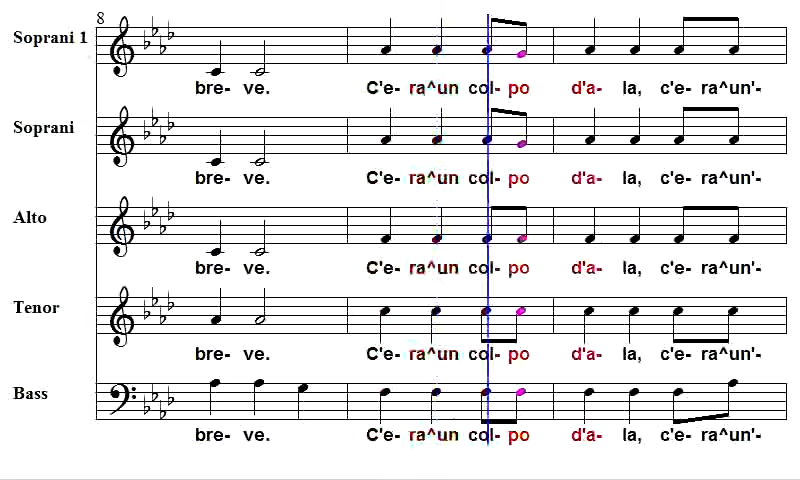 8
Soprani 1
bre- ve. C'e- ra^un col- po d'a- la, c'e- ra^un'-
Soprani
bre- ve. C'e- ra^un col- po d'a- la, c'e- ra^un'-
Alto
bre- ve. C'e- ra^un col- po d'a- la, c'e- ra^un'-
Tenor
bre- ve. C'e- ra^un col- po d'a- la, c'e- ra^un'-
Bass
bre- ve. C'e- ra^un col- po d'a- la, c'e- ra^un'-